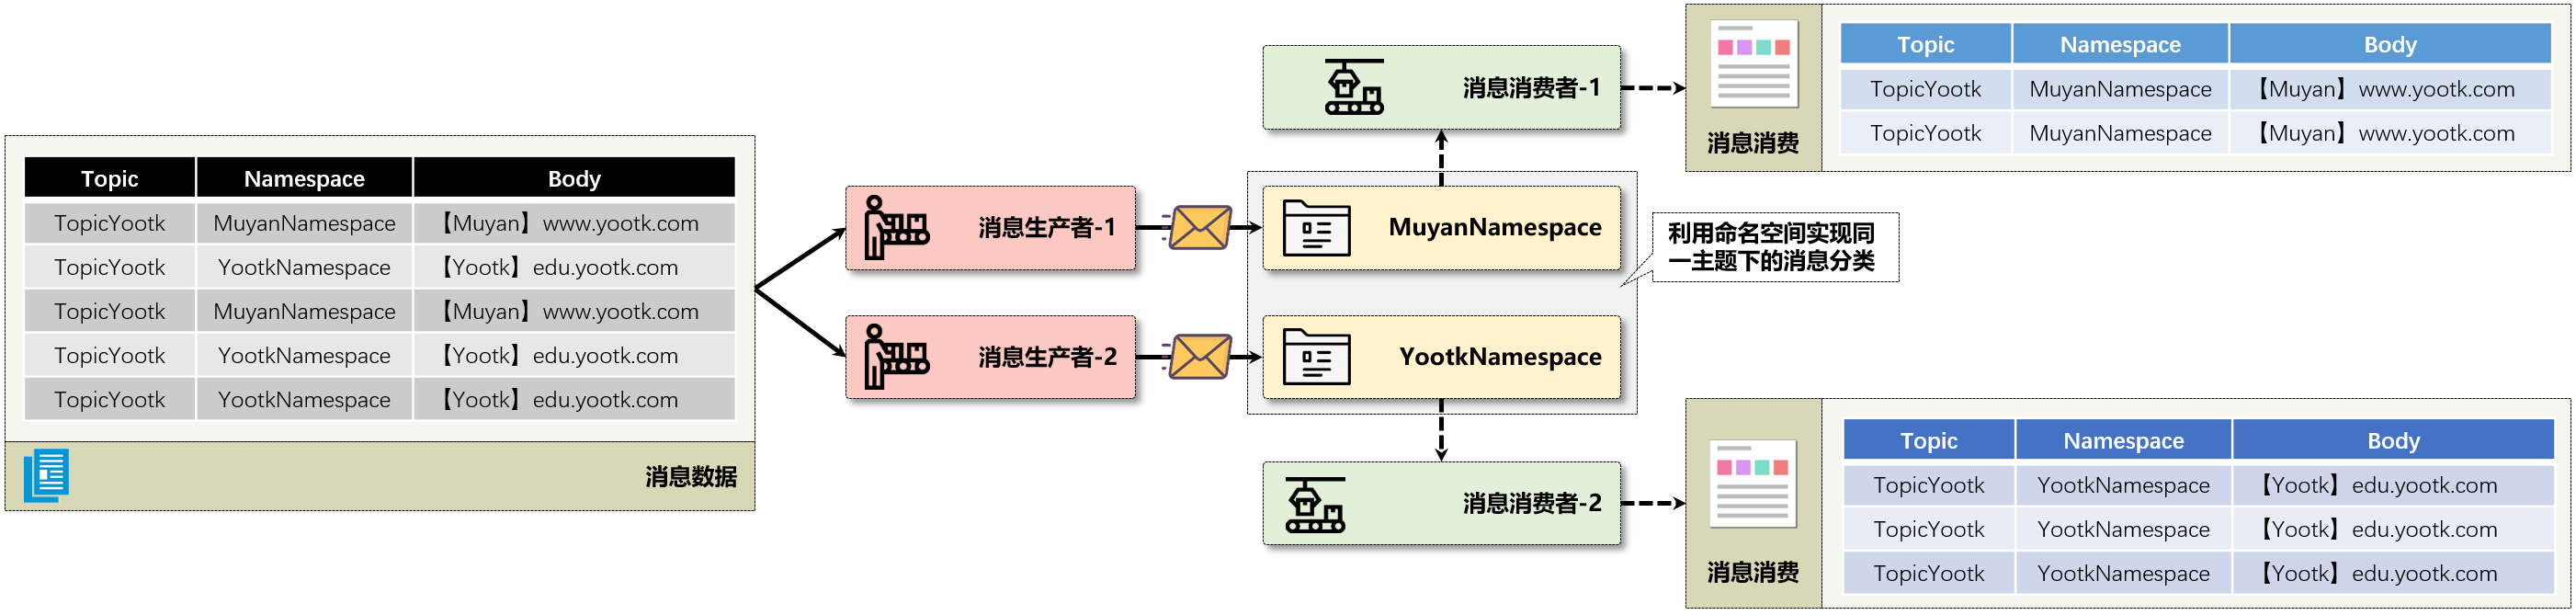 Topic Namespace Body
TopicYootk MuyanNamespace 【Muyan】www.yootk.com
TopicYootk YootkNamespace 【Yootk】edu.yootk.com
TopicYootk MuyanNamespace 【Muyan】www.yootk.com
TopicYootk YootkNamespace 【Yootk】edu.yootk.com
TopicYootk YootkNamespace 【Yootk】edu.yootk.com
消息数据
消息生产者-1
消息生产者-2
消息消费者-1
MuyanNamespace
YootkNamespace
消息消费者-2
利用命名空间实现同
一主题下的消息分类
消息消费
Topic Namespace Body
TopicYootk MuyanNamespace 【Muyan】www.yootk.com
TopicYootk MuyanNamespace 【Muyan】www.yootk.com
消息消费
Topic Namespace Body
TopicYootk YootkNamespace 【Yootk】edu.yootk.com
TopicYootk YootkNamespace 【Yootk】edu.yootk.com
TopicYootk YootkNamespace 【Yootk】edu.yootk.com